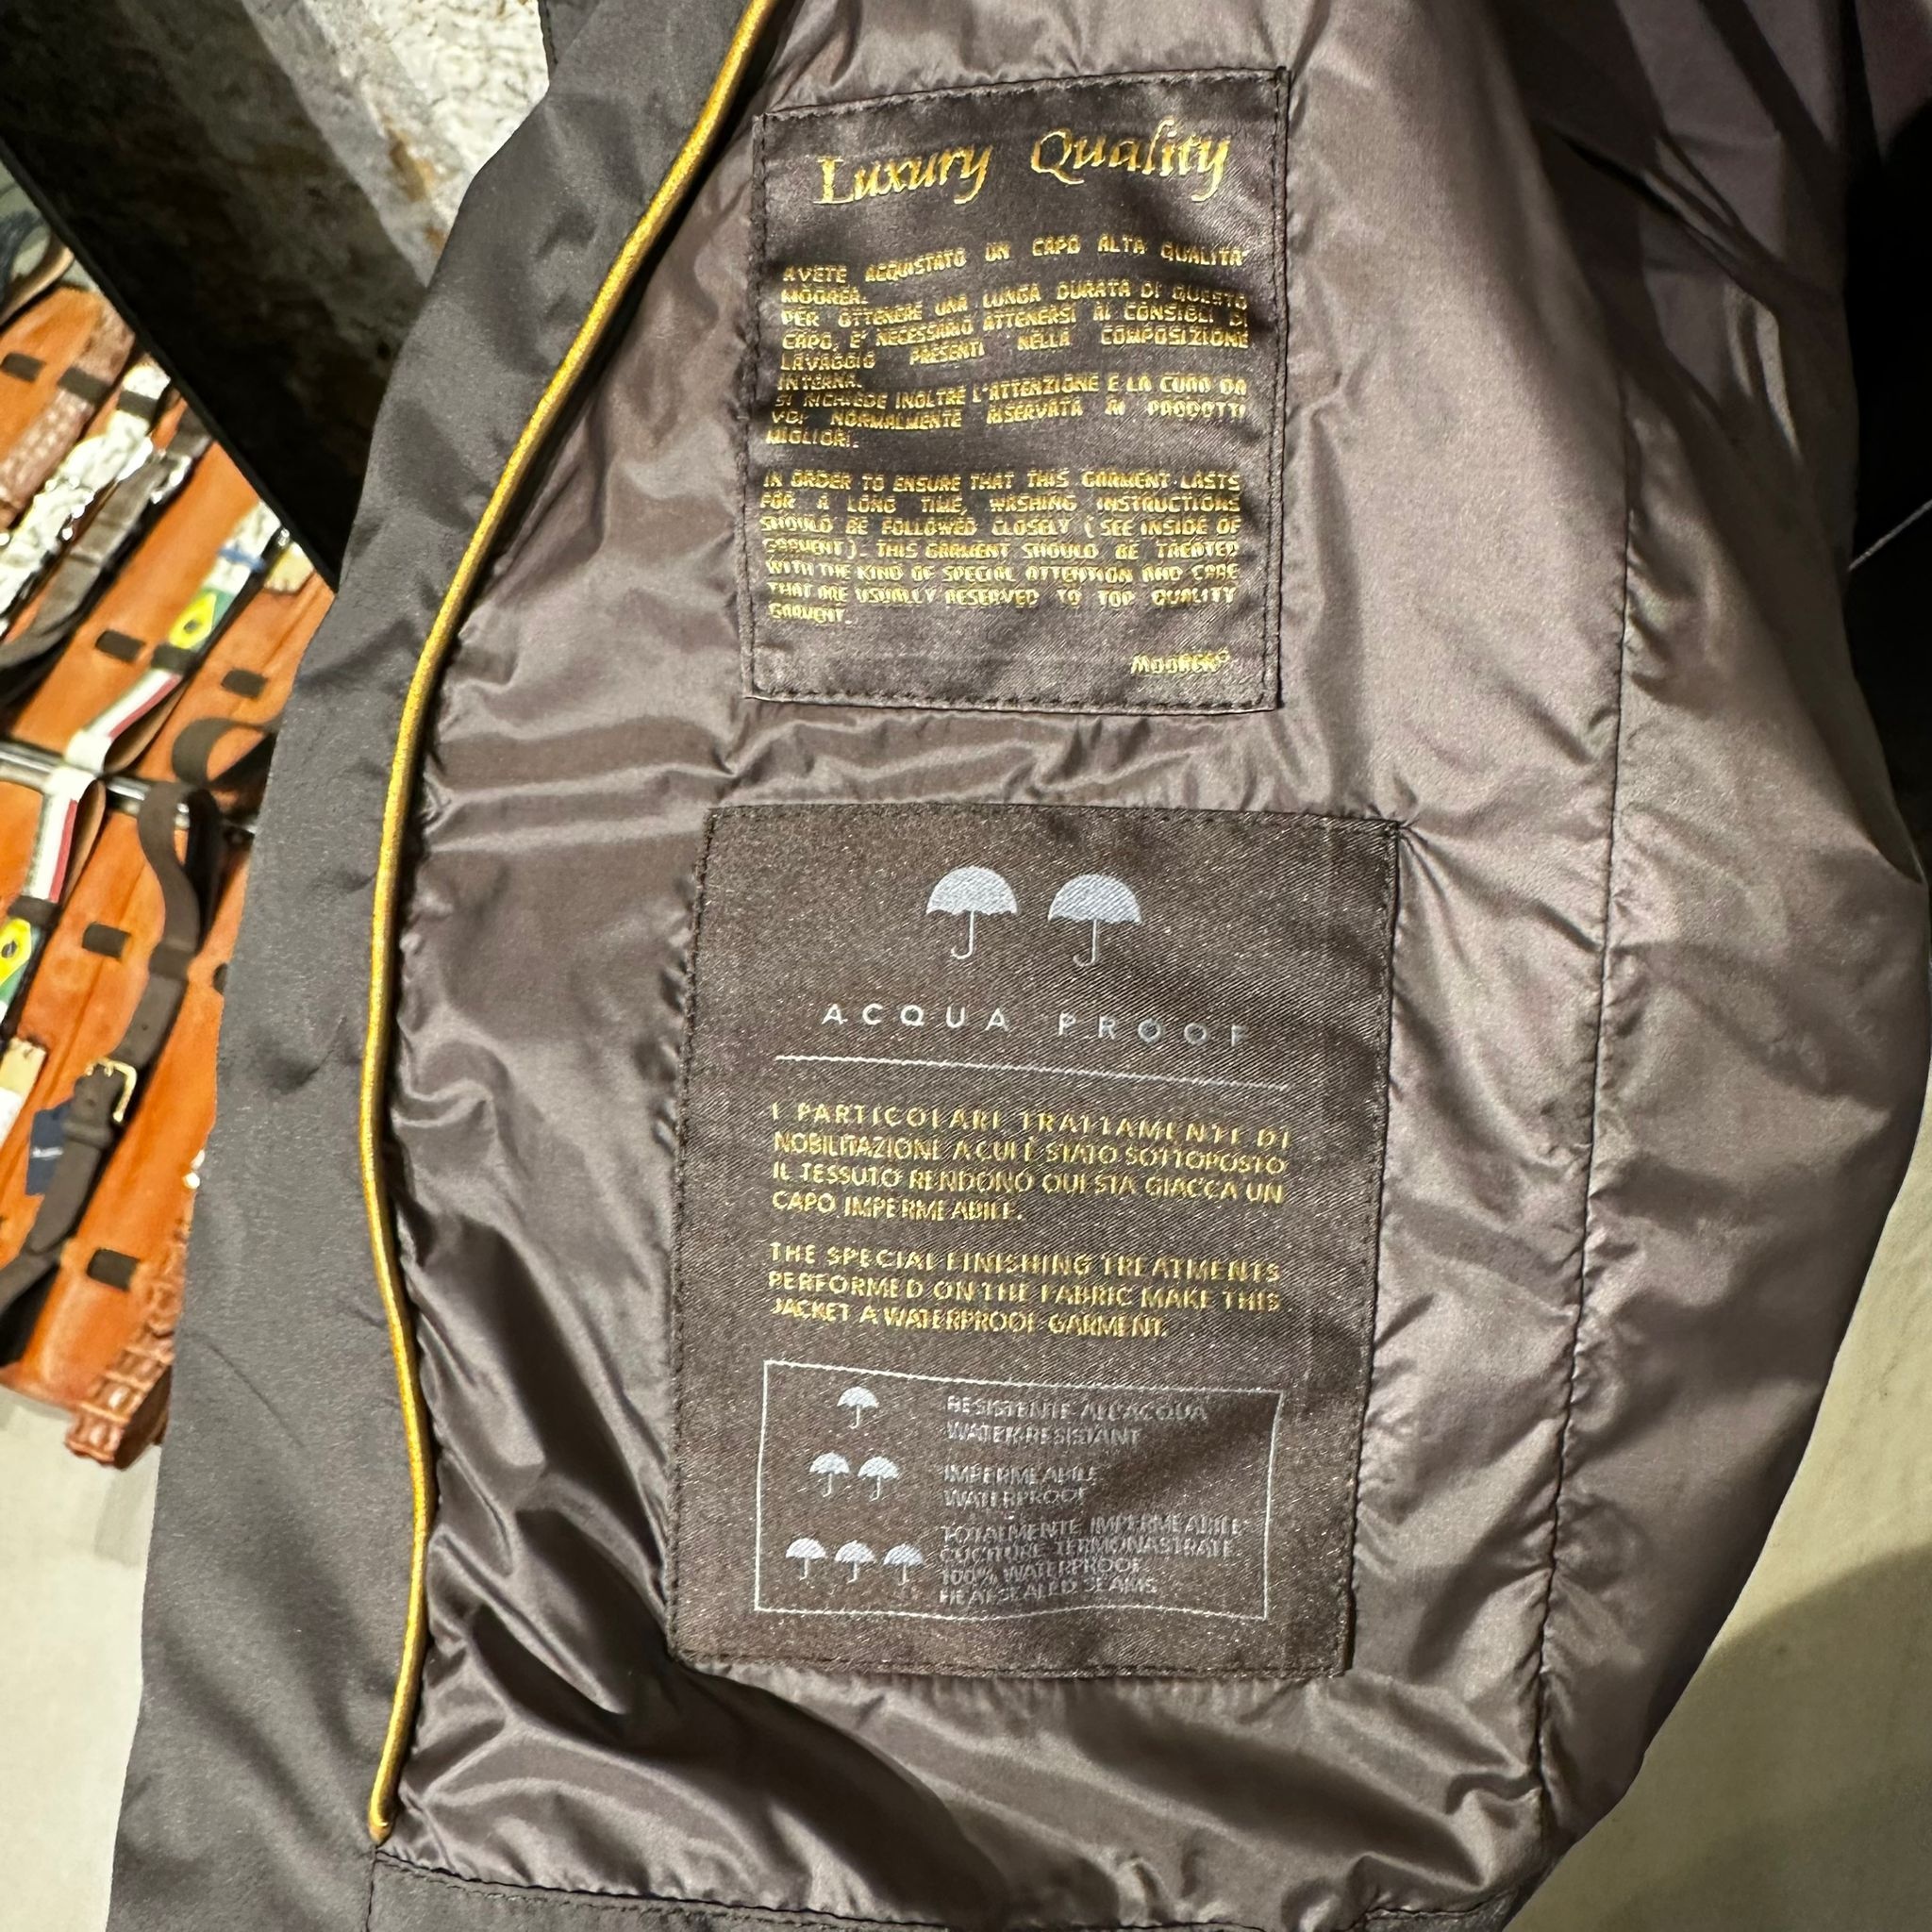 Luxury Quality
AVETE ACQUISTATO UN CAPO ALTA QUALITA'
MOORER.
PER OTTENERE UNA LUNGA DURATA DI QUESTO
CAPO, E' NECESSARIO ATTENERSI AI CONSIGLI DI
LAVAGGIO PRESENTI NELLA COMPOSIZIONE
INTERNA.
SI RICHIEDE INOLTRE L'ATTENZIONE E LA CURA DA
VOI NORMALMENTE RISERVATA AI PRODOTTI
MIGLIORI.
IN ORDER TO ENSURE THAT THIS GARMENT LASTS
FOR A LONG TIME, WASHING INSTRUCTIONS
SHOULD BE FOLLOWED CLOSELY ( SEE INSIDE OF
GARMENT ). THIS GARMENT SHOULD BE TREATED
WITH THE KIND OF SPECIAL ATTENTION AND CARE
THAT ARE USUALLY RESERVED TO TOP QUALITY
GARMENT.
MOORER®
ACQUA PROOF
I PARTICOLARI TRATTAMENTI DI
NOBILITAZIONE A CUI È STATO SOTTOPOSTO
IL TESSUTO RENDONO QUESTA GIACCA UN
CAPO IMPERMEABILE.
THE SPECIAL FINISHING TREATMENTS
PERFORMED ON THE FABRIC MAKE THIS
JACKET A WATERPROOF GARMENT.
RESISTENTE ALL'ACQUA
WATER-RESISTANT
IMPERMEABILE
WATERPROOF
TOTALMENTE IMPERMEABILE
CUCITURE TERMONASTRATE
100% WATERPROOF
HEAT-SEALED SEAMS